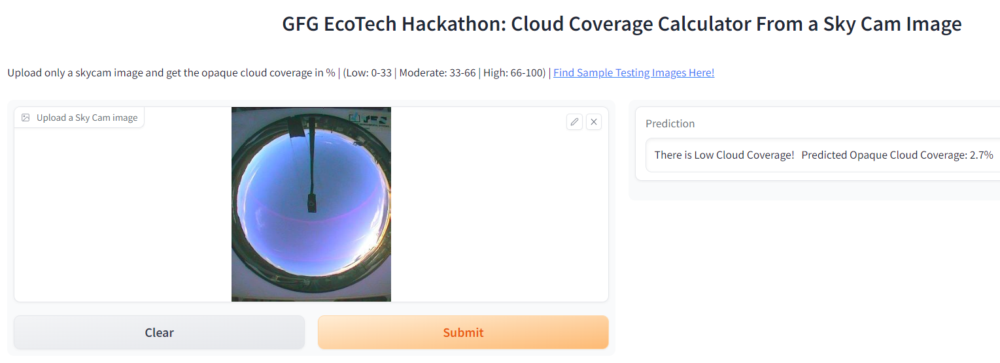 GFG EcoTech Hackathon: Cloud Coverage Calculator From a Sky Cam Image
Upload only a skycam image and get the opaque cloud coverage in % | (Low: 0-33 | Moderate: 33-66 | High: 66-100) | Find Sample Testing Images Here!
Upload a Sky Cam image
Prediction
There is Low Cloud Coverage! Predicted Opaque Cloud Coverage: 2.7%
Clear
Submit